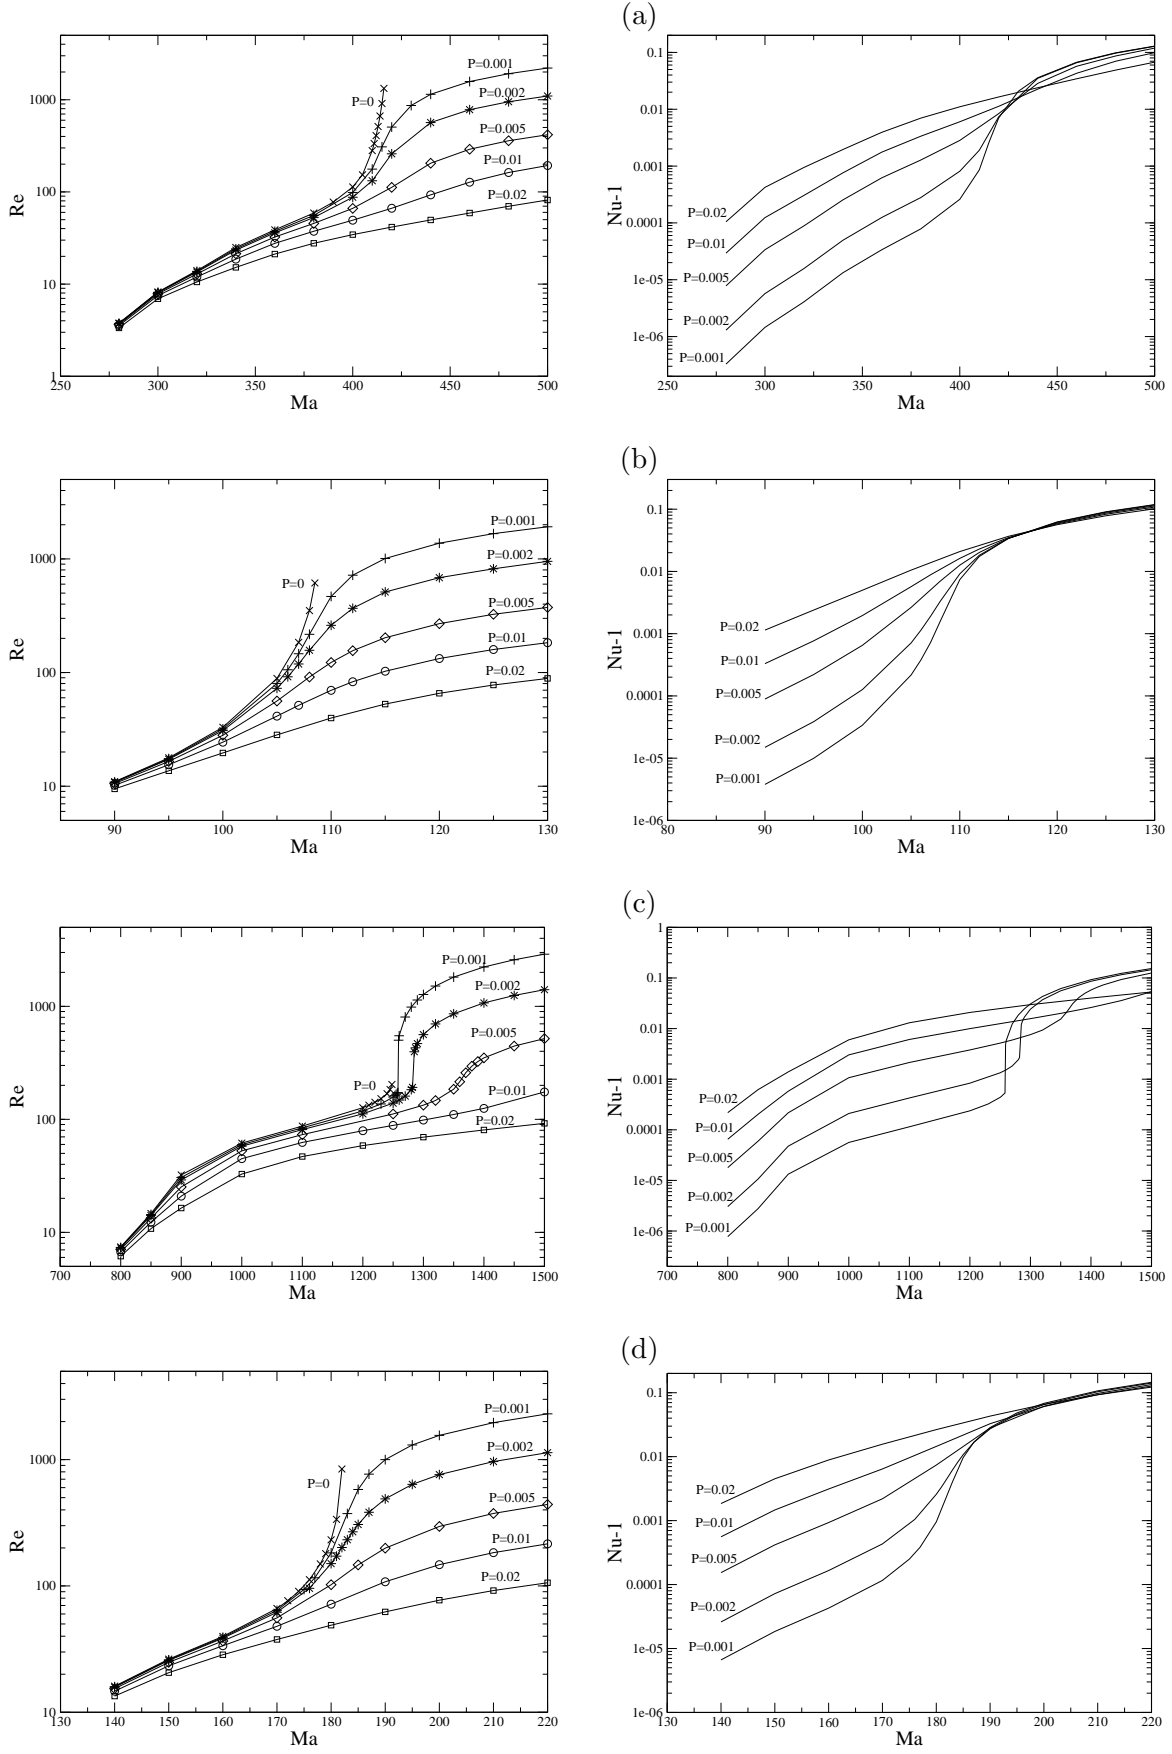 (a)
Re
1000
100
10
1
P=0
P=0.001
P=0.002
P=0.005
P=0.01
P=0.02
250 300 350 400 450 500
Ma
Nu-1
0.1
0.01
0.001
0.0001
1e-05
1e-06
P=0.02
P=0.01
P=0.005
P=0.002
P=0.001
250 300 350 400 450 500
Ma
(b)
Re
1000
100
10
P=0
P=0.001
P=0.002
P=0.005
P=0.01
P=0.02
90 100 110 120 130
Ma
Nu-1
0.1
0.01
0.001
0.0001
1e-05
1e-06
P=0.02
P=0.01
P=0.005
P=0.002
P=0.001
80 90 100 110 120 130
Ma
(c)
Re
1000
100
10
P=0.001
P=0.002
P=0.005
P=0
P=0.01
P=0.02
700 800 900 1000 1100 1200 1300 1400 1500
Ma
Nu-1
1
0.1
0.01
0.001
0.0001
1e-05
1e-06
P=0.02
P=0.01
P=0.005
P=0.002
P=0.001
700 800 900 1000 1100 1200 1300 1400 1500
Ma
(d)
Re
1000
100
10
P=0
P=0.001
P=0.002
P=0.005
P=0.01
P=0.02
130 140 150 160 170 180 190 200 210 220
Ma
Nu-1
0.1
0.01
0.001
0.0001
1e-05
1e-06
P=0.02
P=0.01
P=0.005
P=0.002
P=0.001
130 140 150 160 170 180 190 200 210 220
Ma